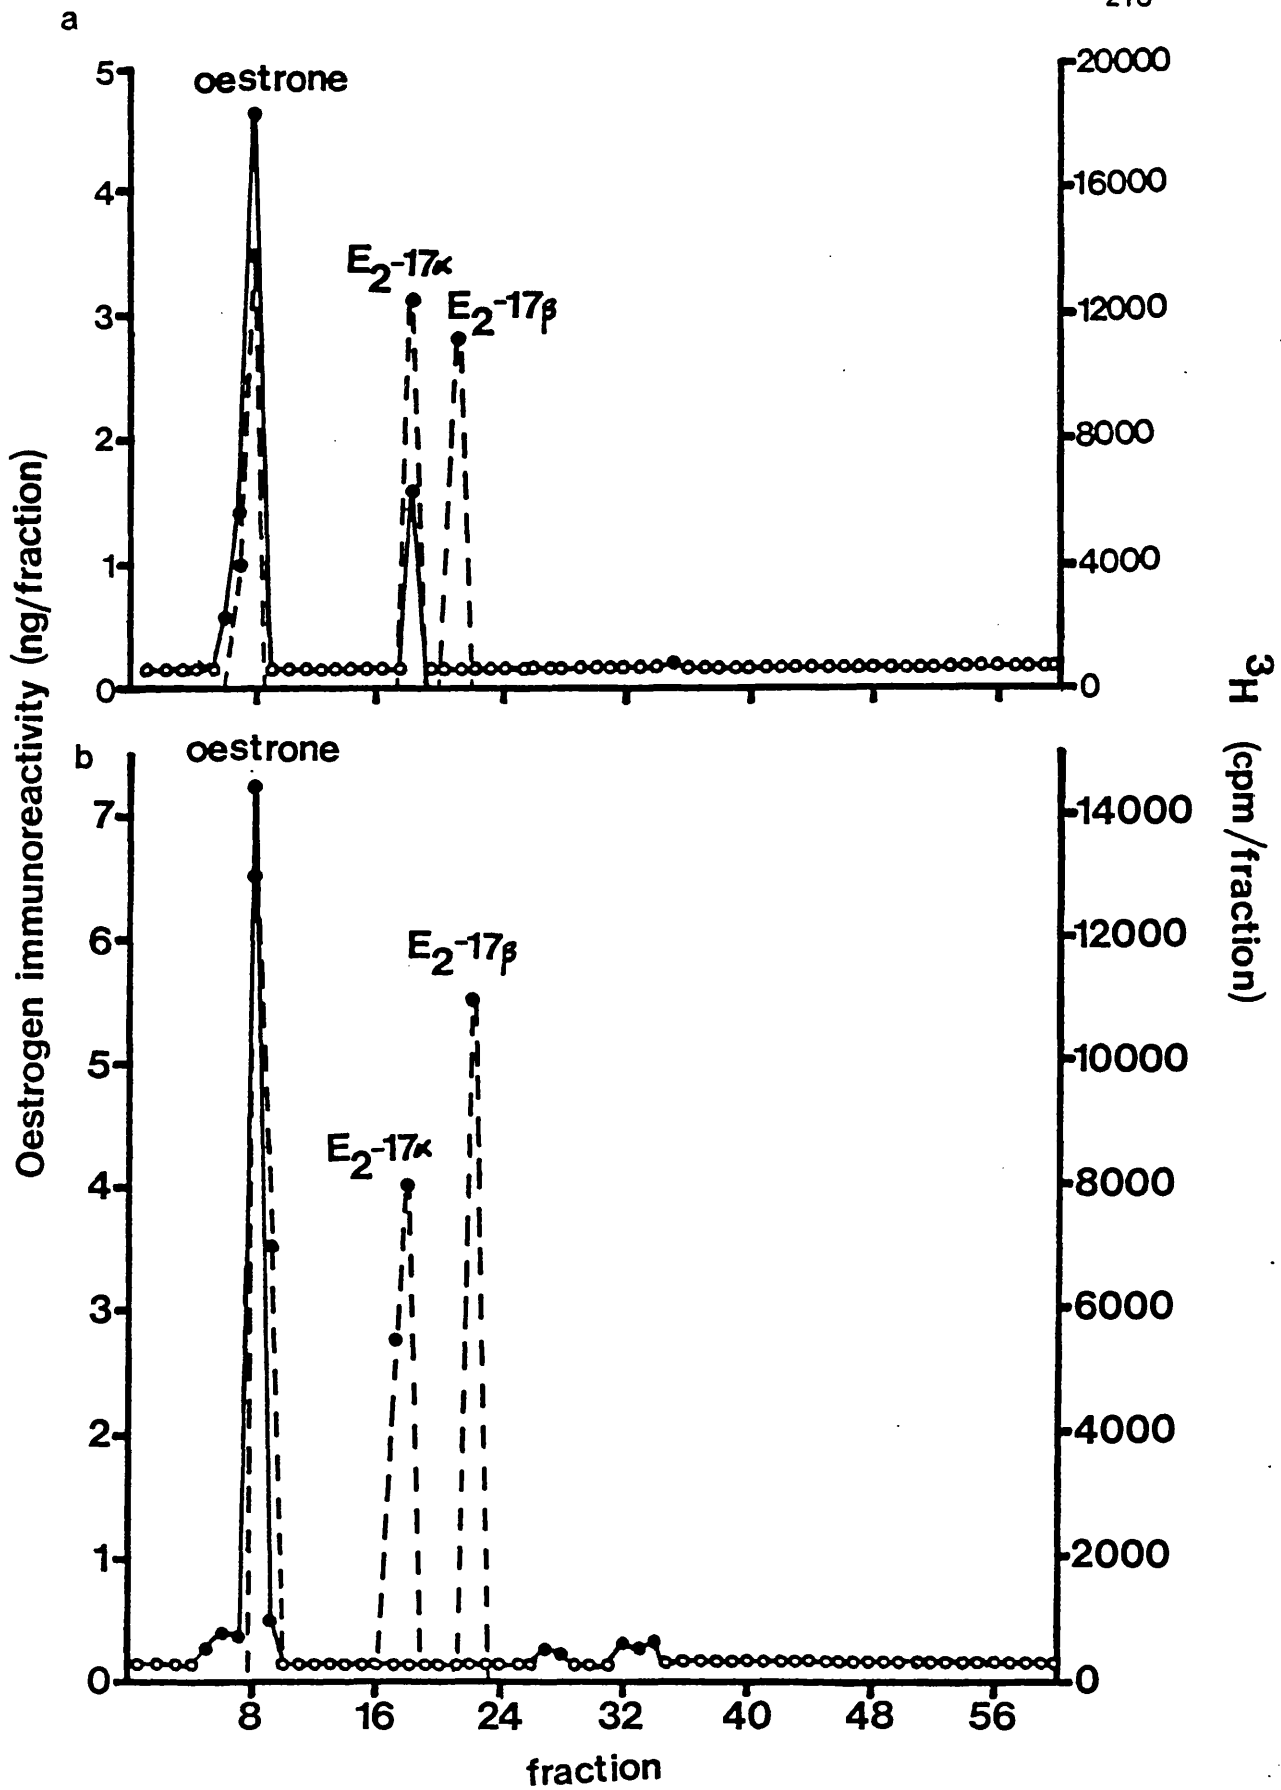 a
oestrone
E2-17α
E2-17β
5
4
3
2
1
0
20000
16000
12000
8000
4000
0
b
oestrone
E2-17β
E2-17α
7
6
5
4
3
2
1
0
14000
12000
10000
8000
6000
4000
2000
0
8 16 24 32 40 48 56
fraction
Oestrogen immunoreactivity (ng/fraction)
3H (cpm/fraction)